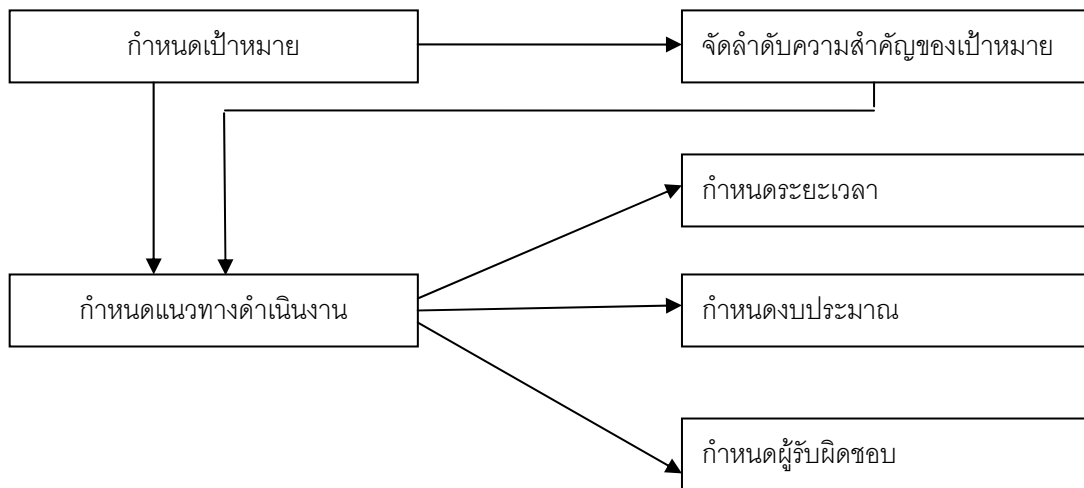 กำหนดเป้าหมาย
จัดลำดับความสำคัญของเป้าหมาย
กำหนดระยะเวลา
กำหนดแนวทางดำเนินงาน
กำหนดงบประมาณ
กำหนดผู้รับผิดชอบ